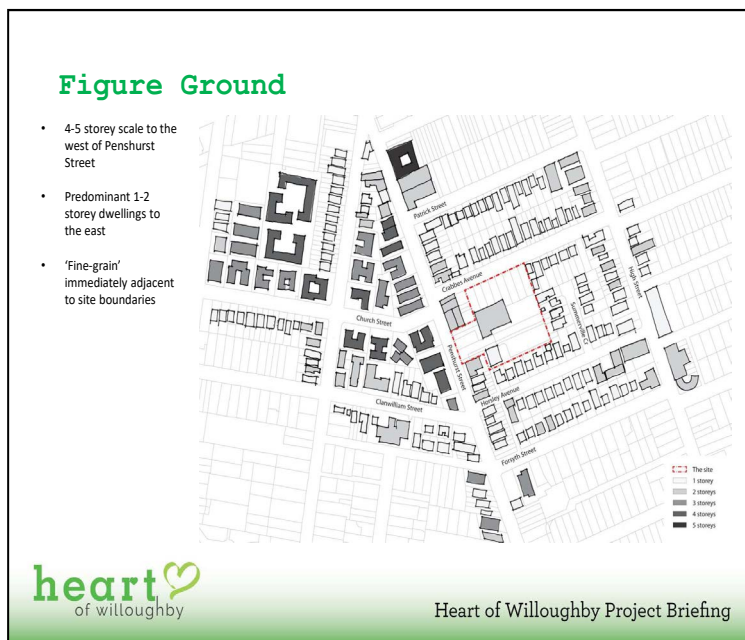 Figure Ground
• 4-5 storey scale to the
west of Penshurst
Street
• Predominant 1-2
storey dwellings to
the east
• ‘Fine-grain’
immediately adjacent
to site boundaries
Patrick Street
Crabbes Avenue
High Street
Summerville Cr
Church Street
Penshurst Street
Horsley Avenue
Clanwilliam Street
Forsyth Street
The site
1 storey
2 storeys
3 storeys
4 storeys
5 storeys
heart
of willoughby
Heart of Willoughby Project Briefing